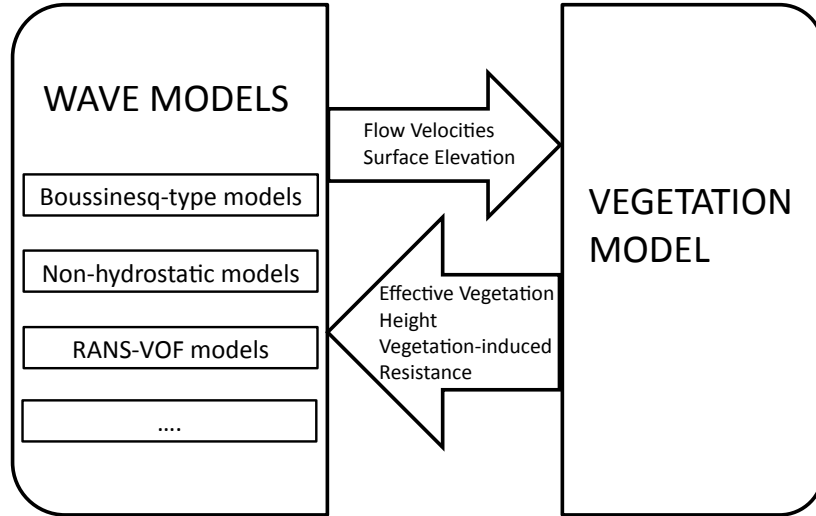 WAVE MODELS
Boussinesq-type models
Non-hydrostatic models
RANS-VOF models
....
Flow Velocities
Surface Elevation
Effective Vegetation
Height
Vegetation-induced
Resistance
VEGETATION
MODEL